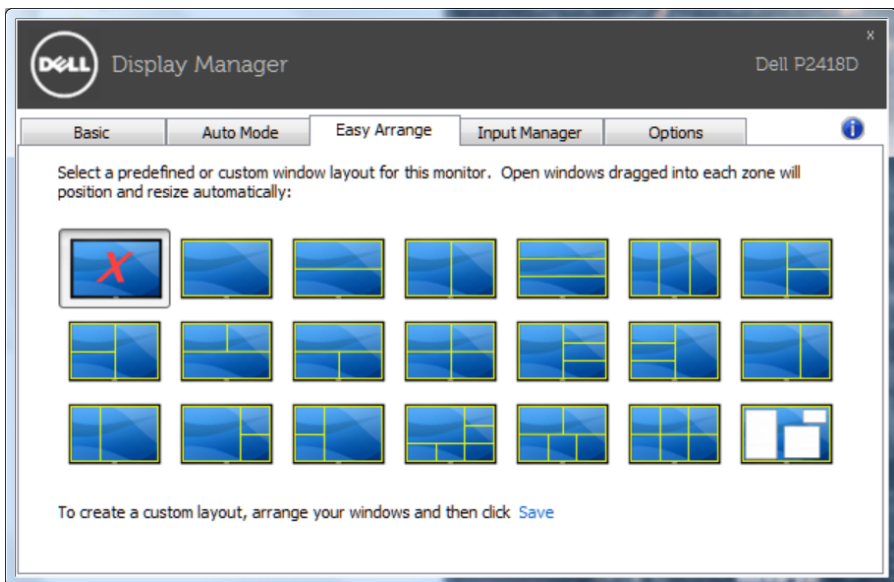 x
DELL Display Manager Dell P2418D
Basic Auto Mode Easy Arrange Input Manager Options i
Select a predefined or custom window layout for this monitor. Open windows dragged into each zone will
position and resize automatically:
X
To create a custom layout, arrange your windows and then click Save